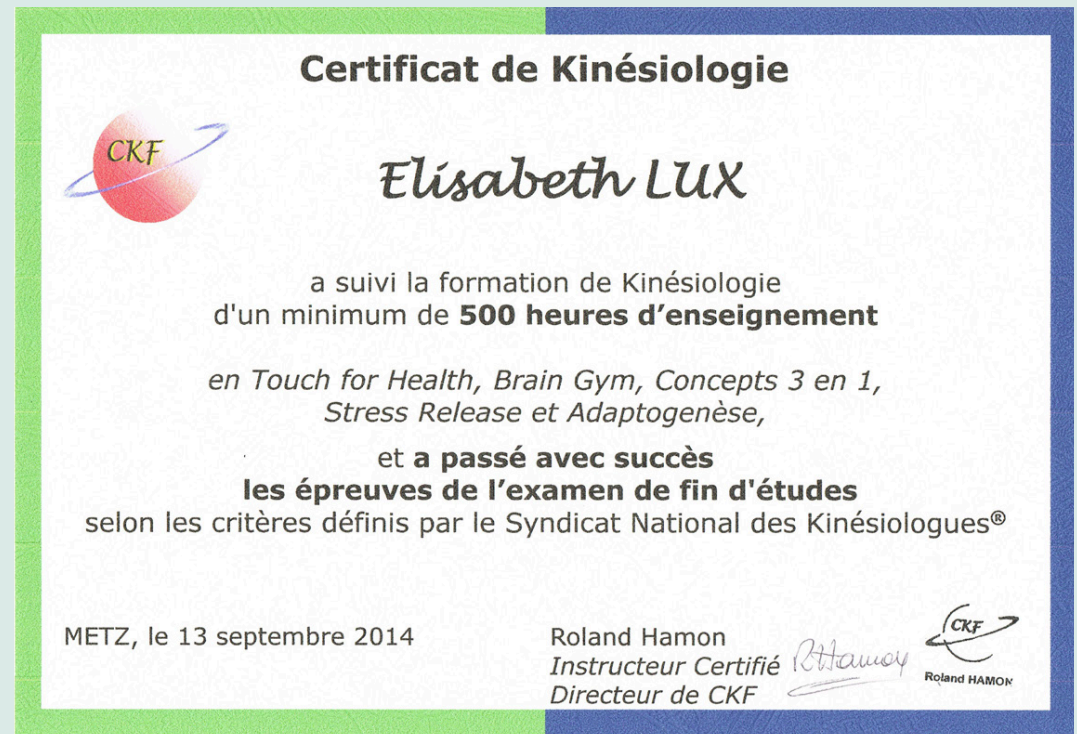 Certificat de Kinésiologie
CKF
Elisabeth LUX
a suivi la formation de Kinésiologie
d'un minimum de 500 heures d’enseignement
en Touch for Health, Brain Gym, Concepts 3 en 1,
Stress Release et Adaptogenèse,
et a passé avec succès
les épreuves de l’examen de fin d'études
selon les critères définis par le Syndicat National des Kinésiologues®
METZ, le 13 septembre 2014
Roland Hamon
Instructeur Certifié
Directeur de CKF
RHamon
CKF
Roland HAMON